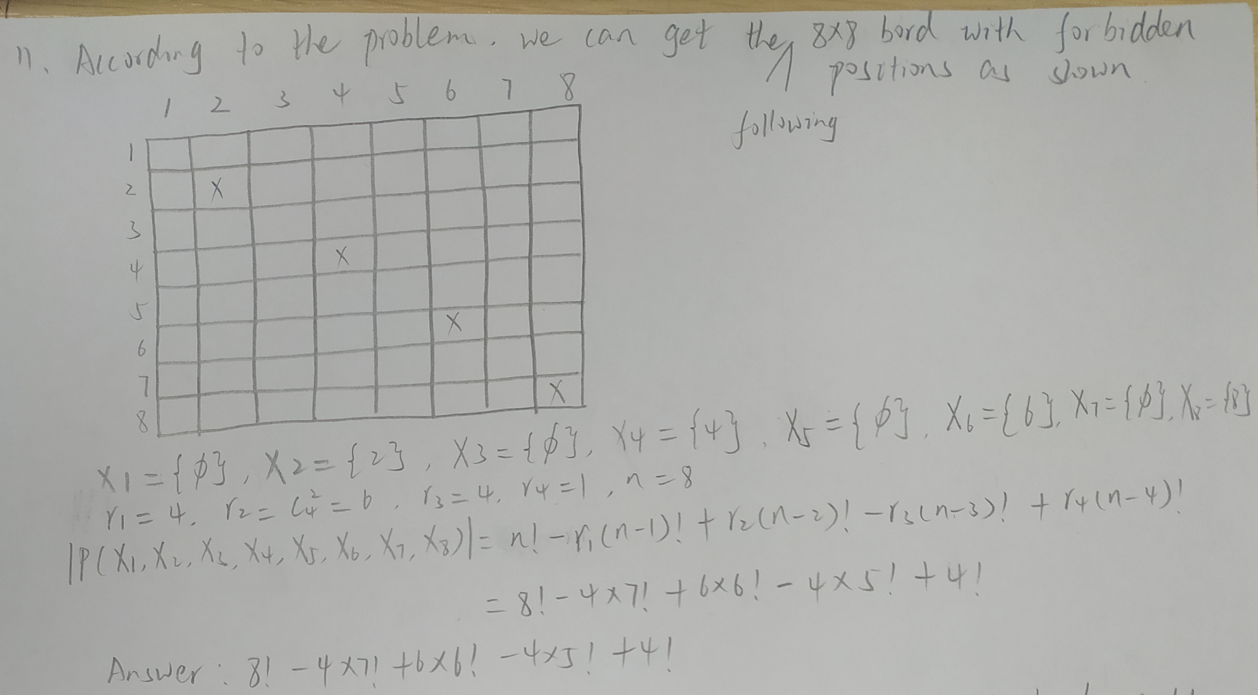 11. According to the problem. we can get the 8×8 bord with forbidden
positions as shown
following
1 2 3 4 5 6 7 8
1
2 X
3
4 X
5
6 X
7
8 X
X1={ϕ}, X2={2}, X3={ϕ}, X4={4}, X5={ϕ}, X6={6}, X7={ϕ}, X8={8}
r1=4, r2=C₄²=6, r3=4, r4=1, n=8
|P(X1, X2, X3, X4, X5, X6, X7, X8)|=n!-r1(n-1)!+r2(n-2)!-r3(n-3)!+r4(n-4)!
=8!-4×7!+6×6!-4×5!+4!
Answer: 8!-4×7!+6×6!-4×5!+4!